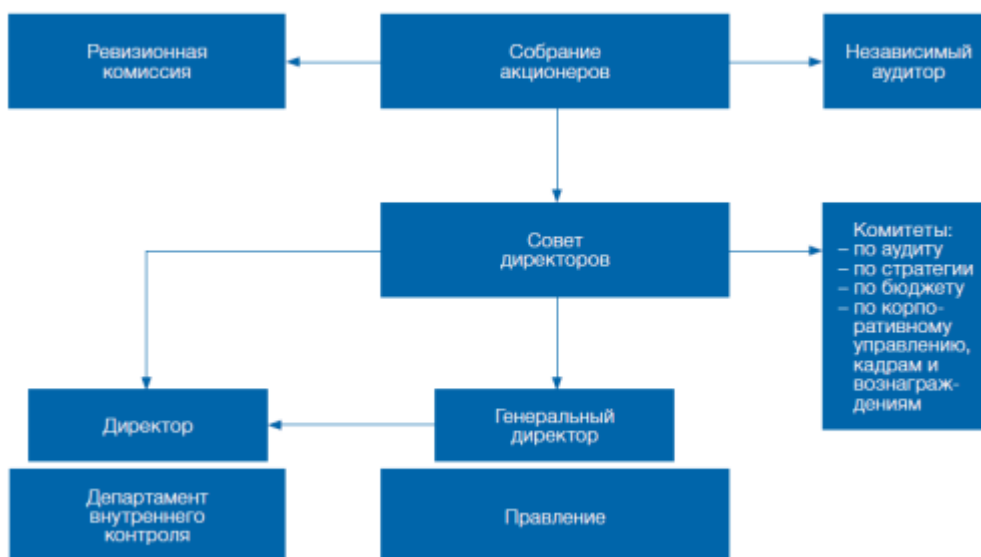 Ревизионная
комиссия
Собрание
акционеров
Независимый
аудитор
Совет
директоров
Комитеты:
– по аудиту
– по стратегии
– по бюджету
– по корпо-
ративному
управлению,
кадрам и
вознаграж-
дениям
Директор
Генеральный
директор
Департамент
внутреннего
контроля
Правление